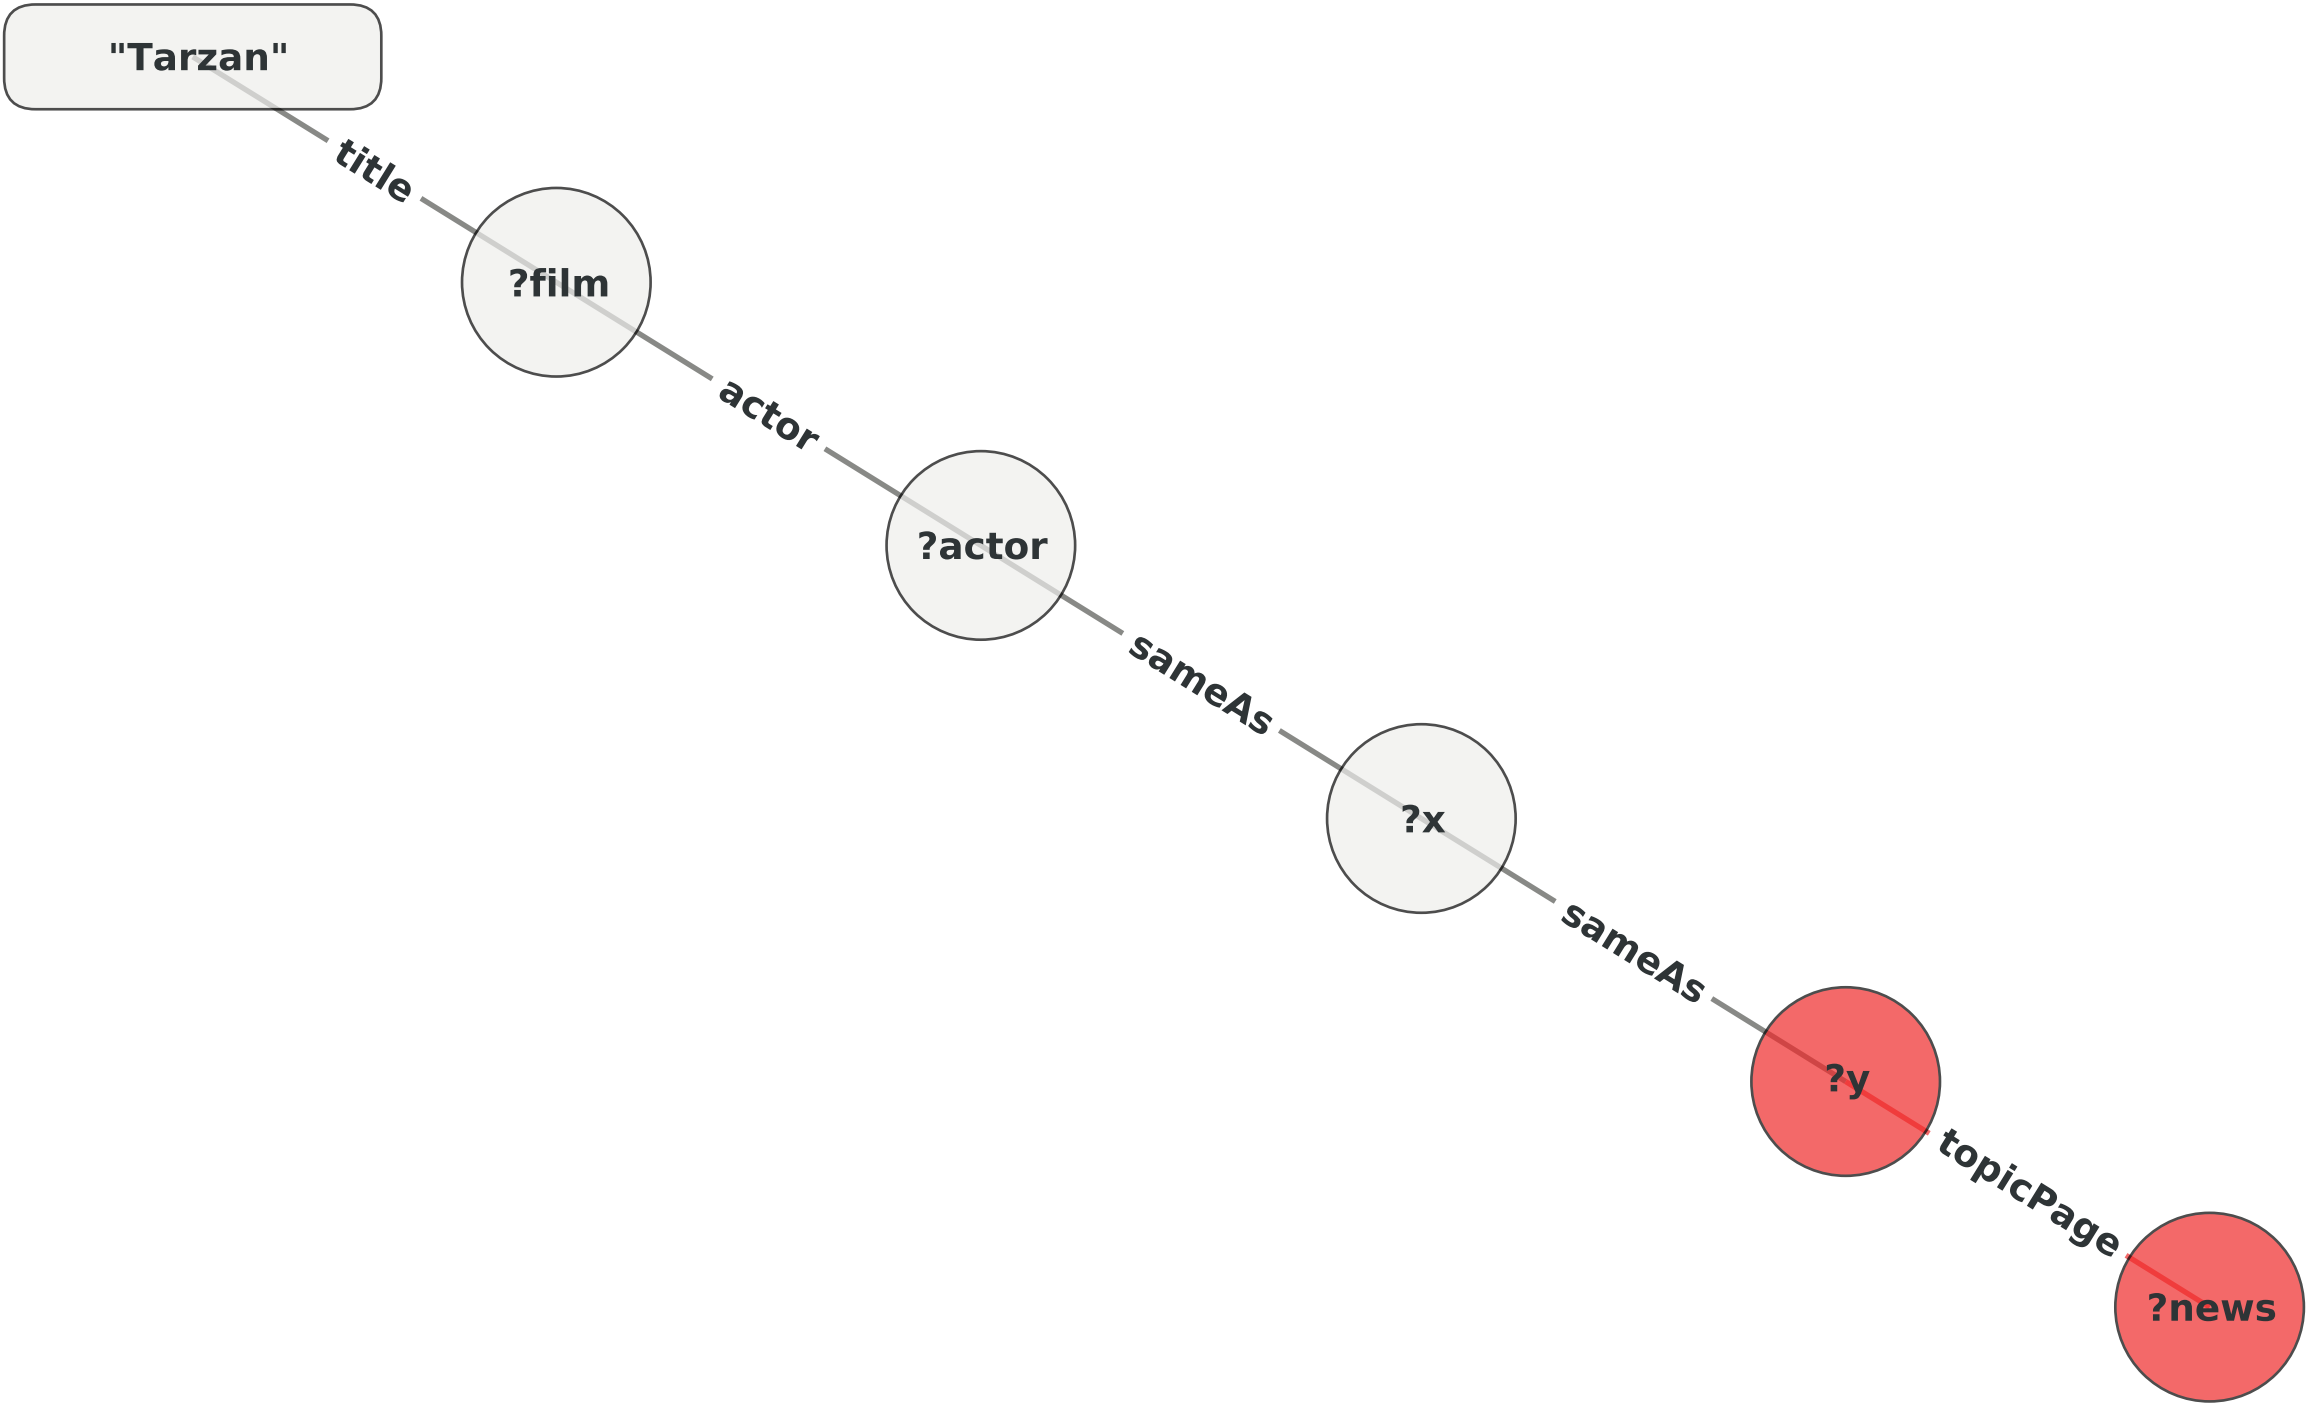 "Tarzan"
title
?film
actor
?actor
sameAs
?x
sameAs
?y
topicPage
?news